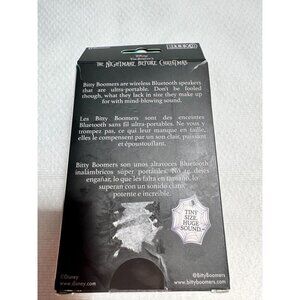 Disney
THE NIGHTMARE BEFORE CHRISTMAS
Bitty Boomers are wireless Bluetooth speakers
that are ultra-portable. Don't be fooled
though, what they lack in size they make up
for with mind-blowing sound.
Les Bitty Boomers sont des enceintes
Bluetooth sans fil ultra-portables. Ne vous y
trompez pas, ce qui leur manque en taille,
elles le compensent par un son clair, puissant
et époustouflant.
Bitty Boomers son unos altavoces Bluetooth
inalámbricos súper portátiles. No te dejes
engañar, lo que les falta en tamaño, lo
superan con un sonido claro,
potente e increíble.
TINY
SIZE,
HUGE
SOUND
©Disney
www.disney.com
@BittyBoomers
www.BittyBoomers.com